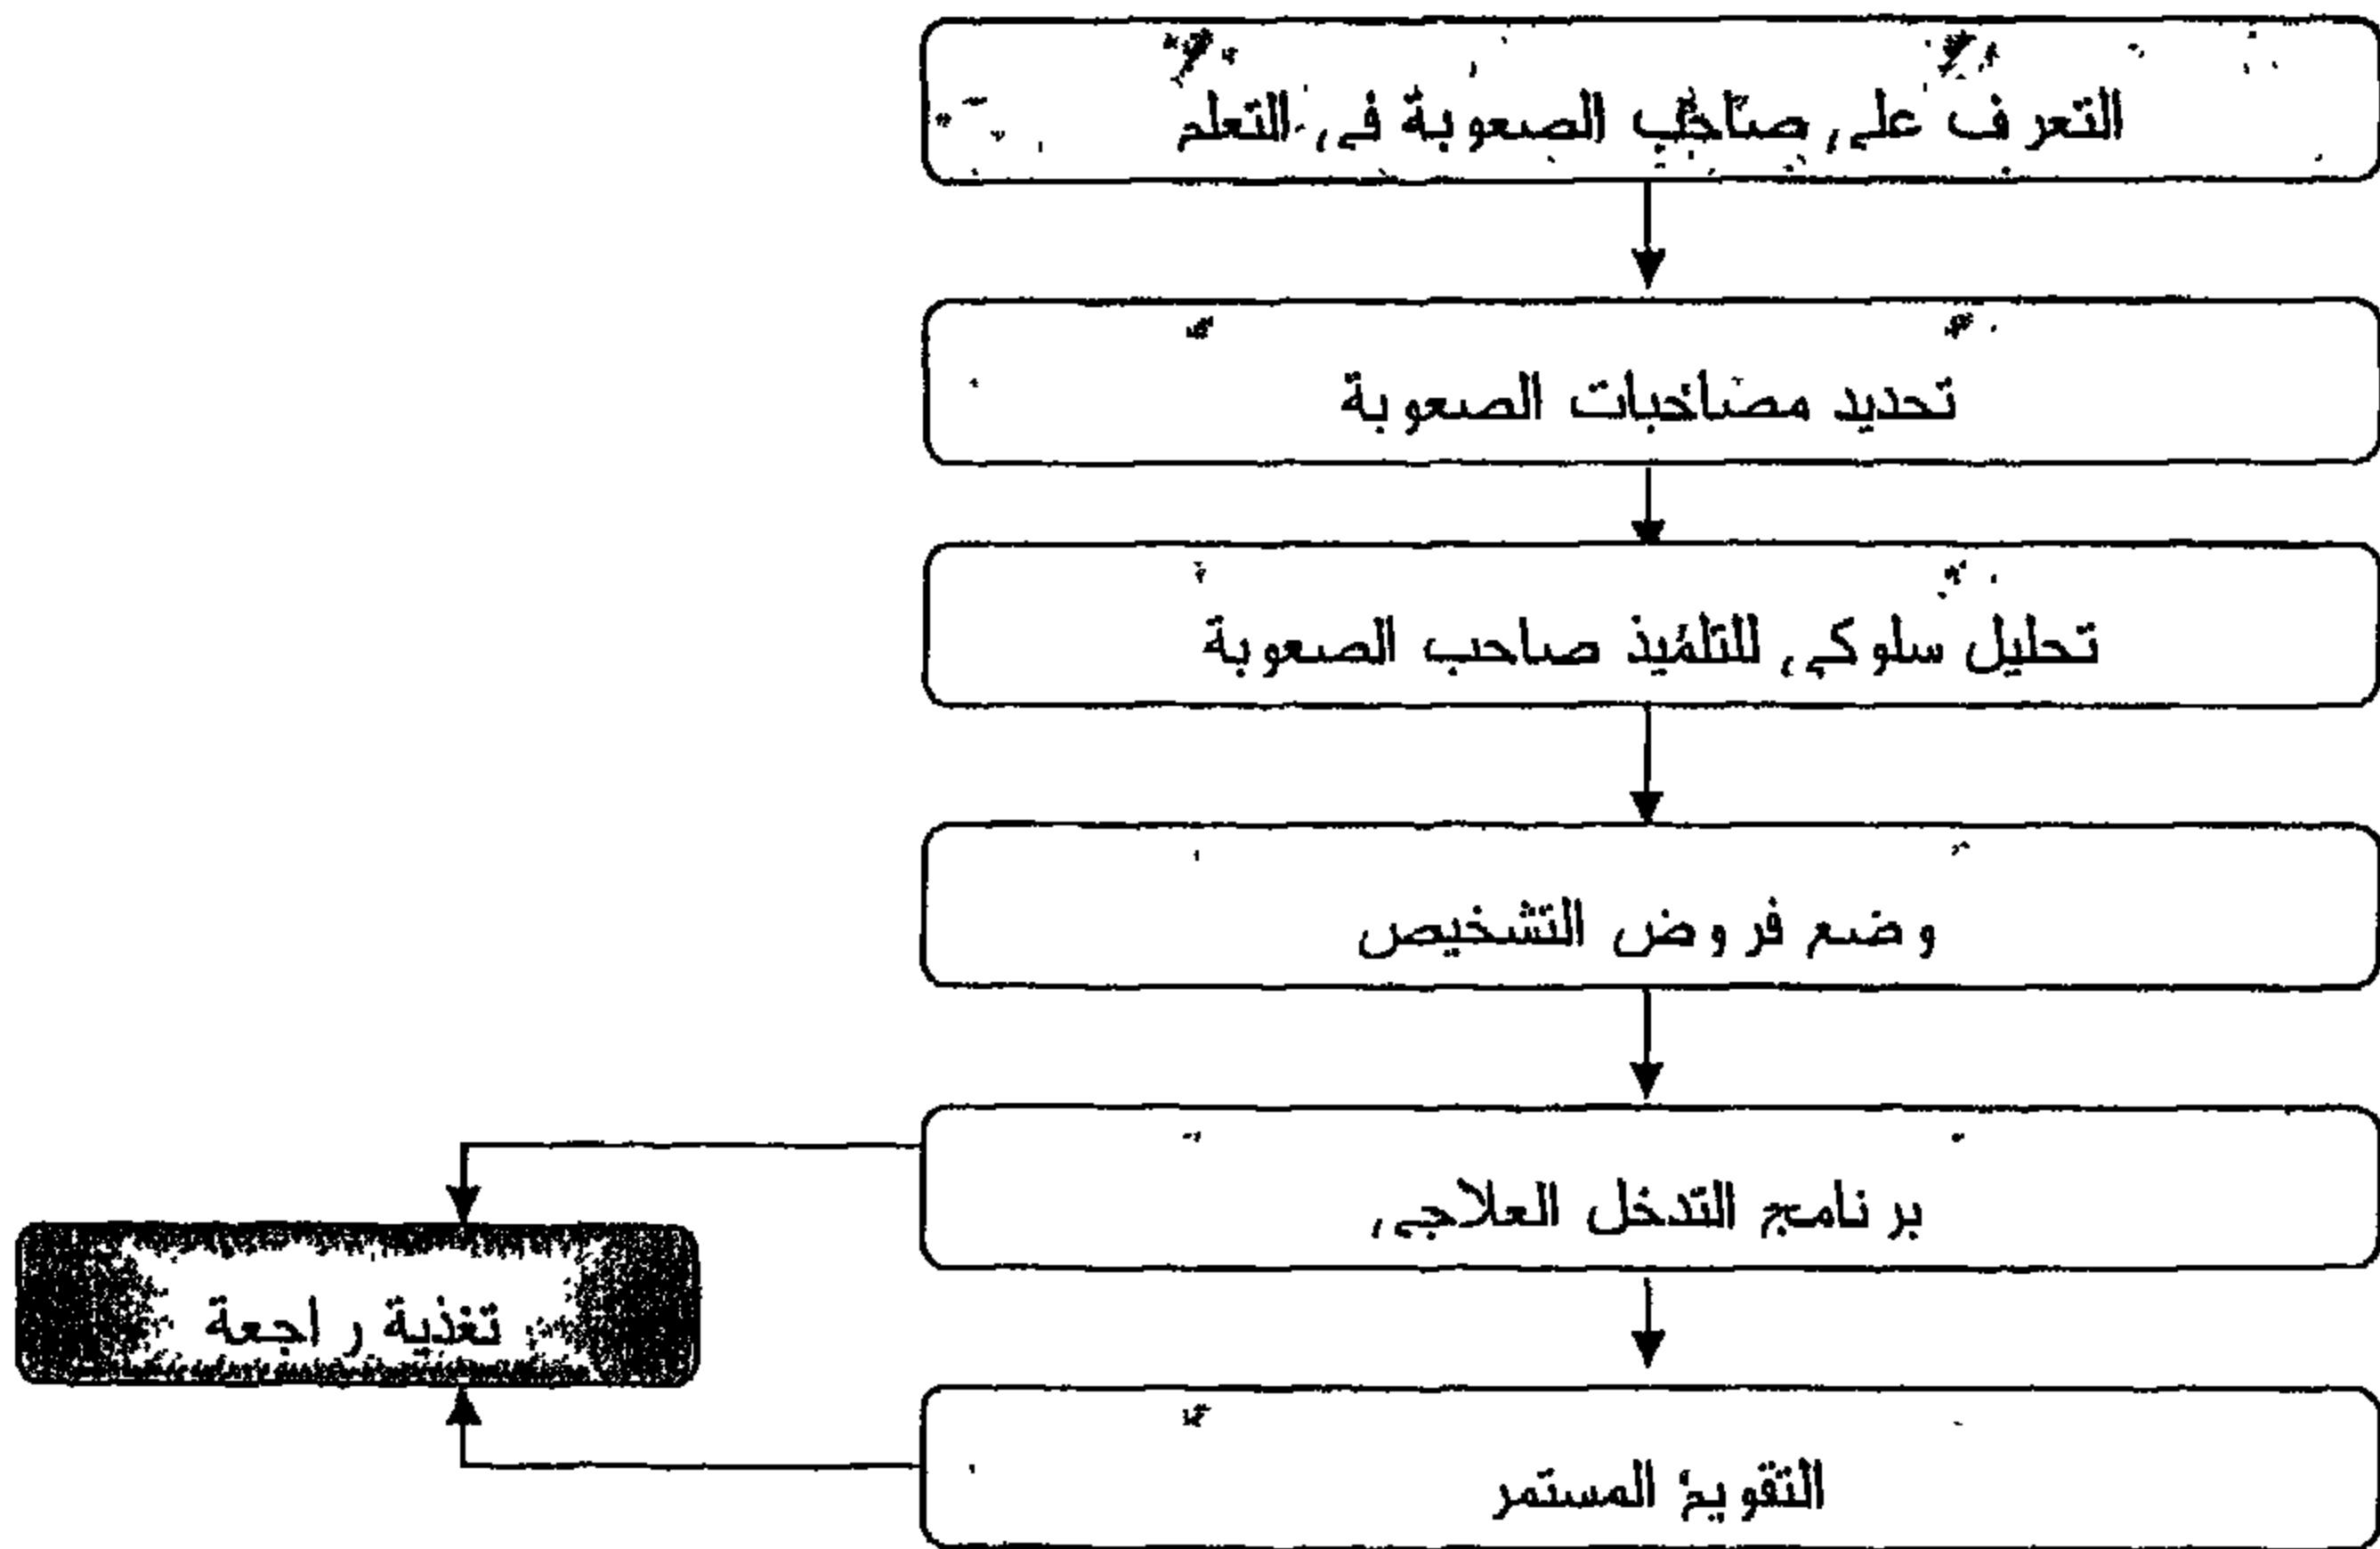 التعرف على صاحب الصعوبة فى التعلم
تحديد مصاحبات الصعوبة
تحليل سلوكى للتلميذ صاحب الصعوبة
وضع فروض التشخيص
برنامج التدخل العلاجى
تغذية راجعة
التقويم المستمر